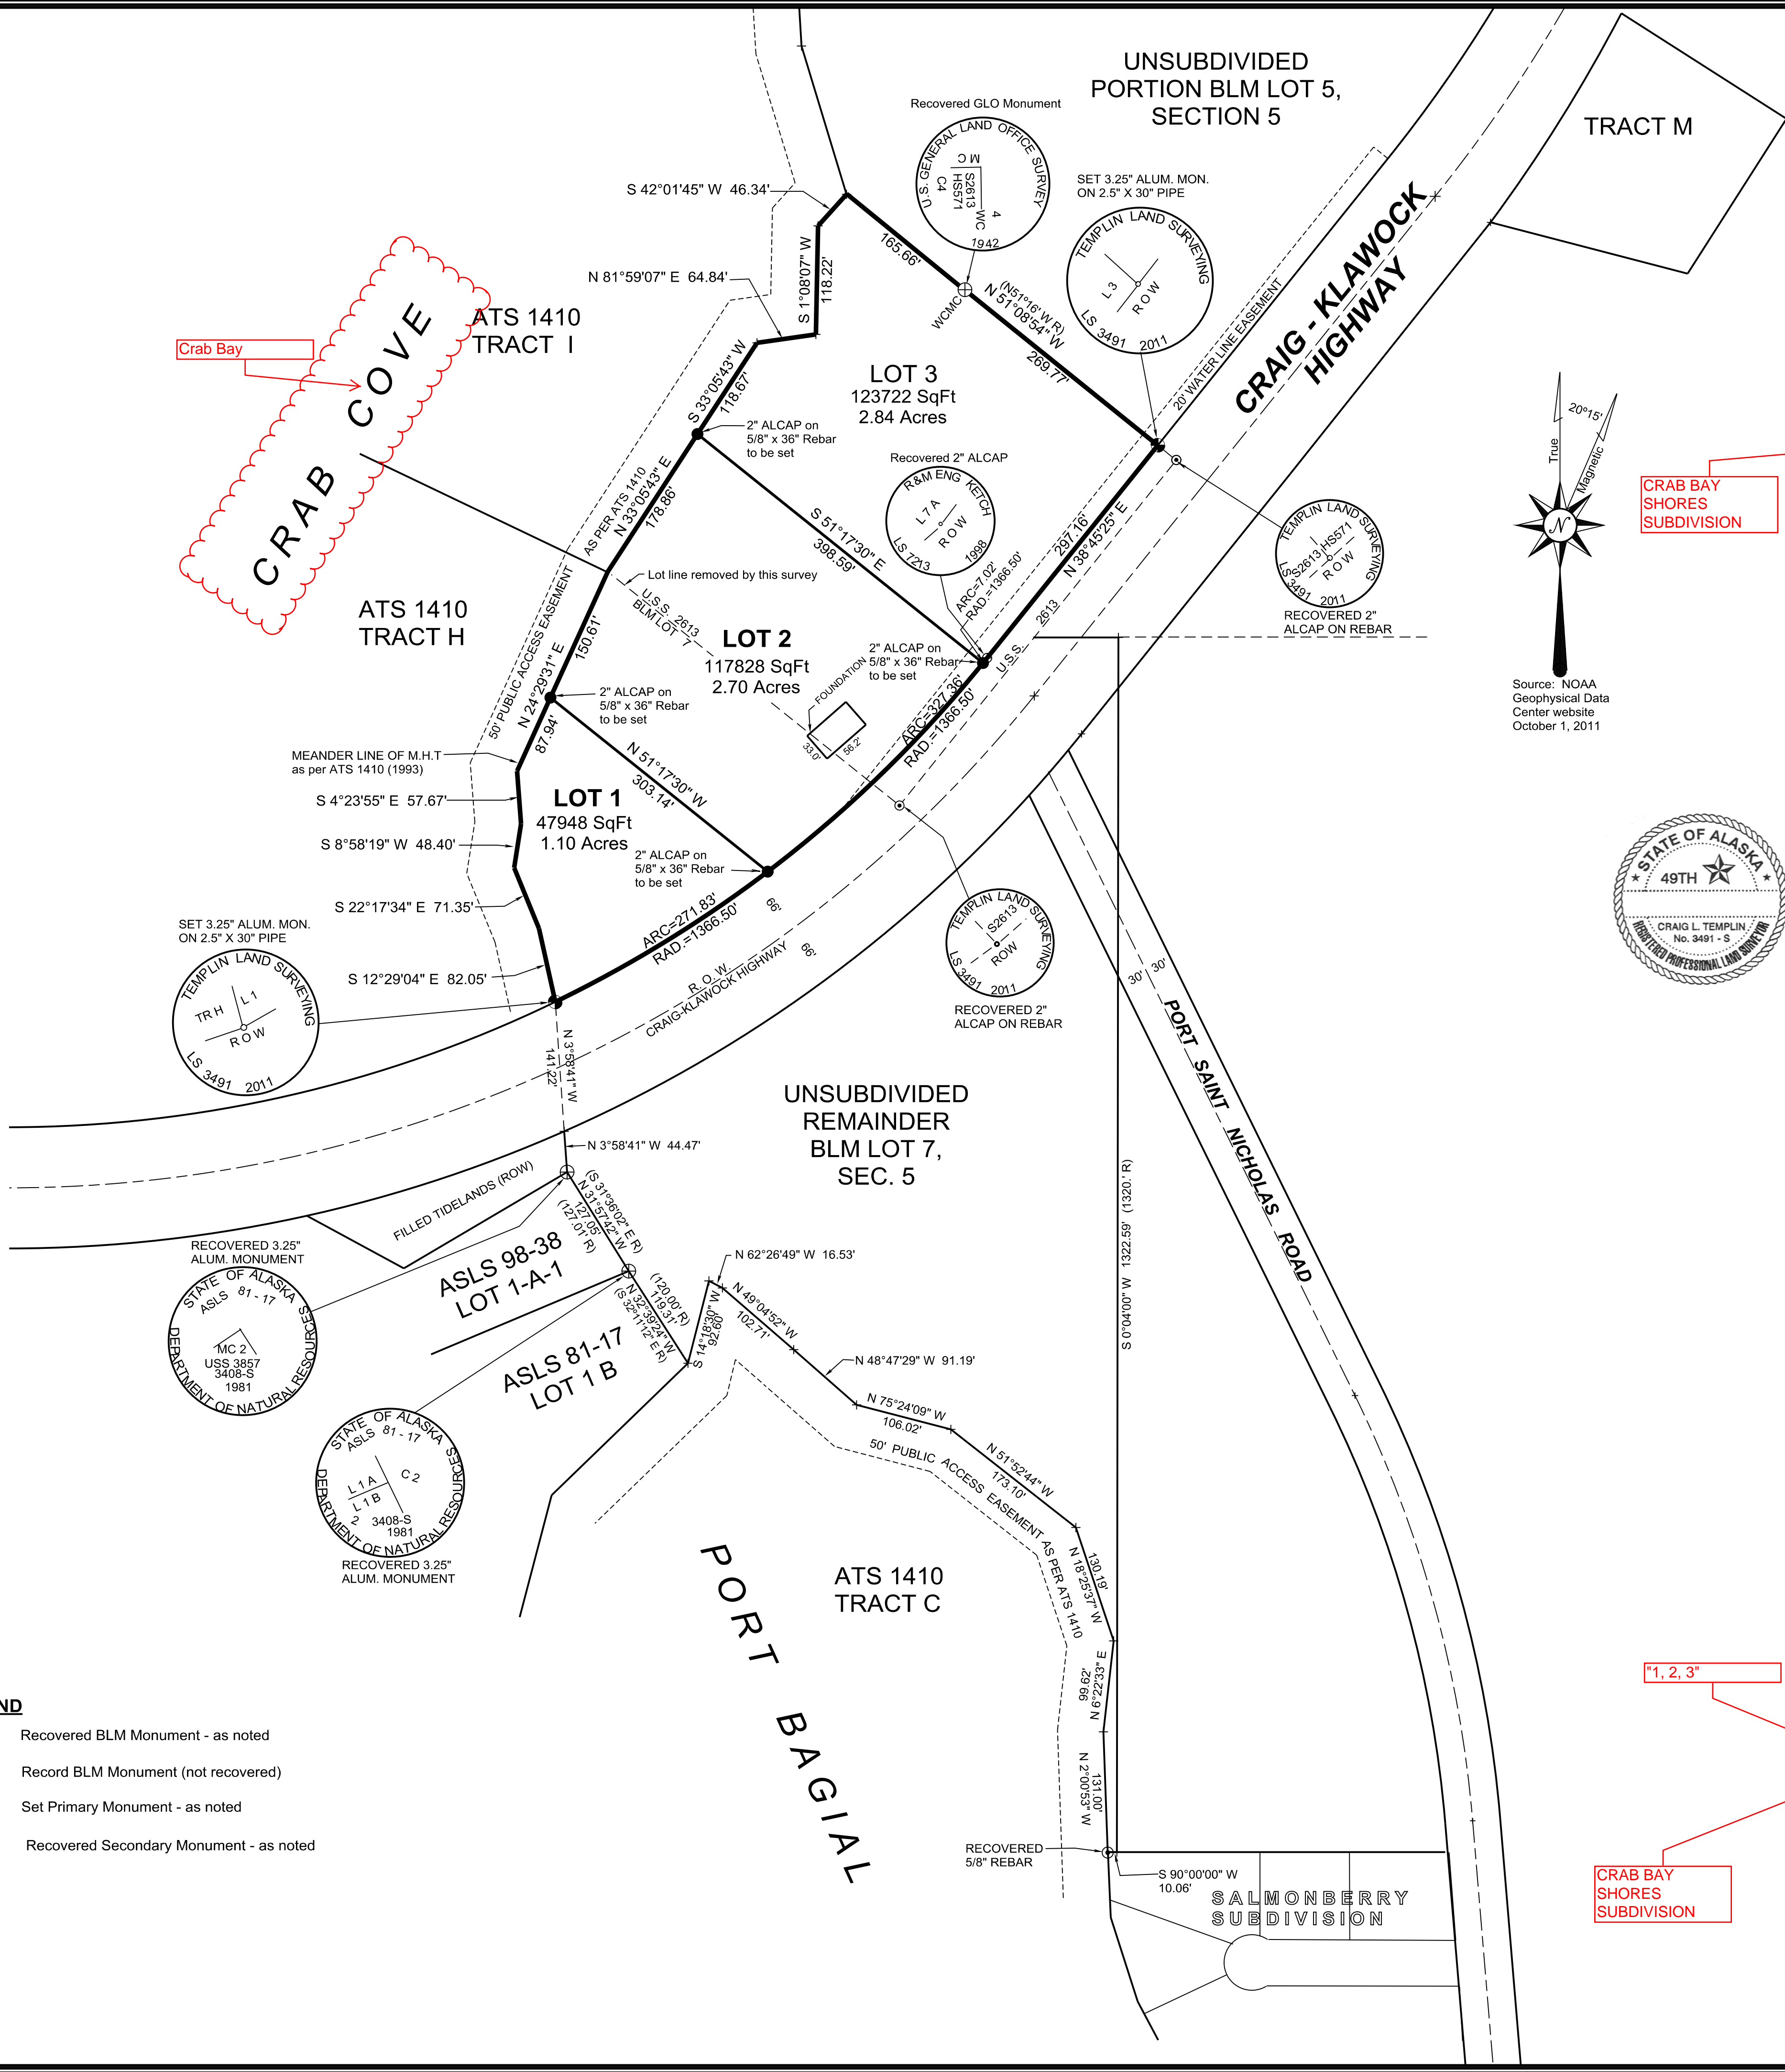 UNSUBDIVIDED
PORTION BLM LOT 5,
SECTION 5
TRACT M
Recovered GLO Monument
U.S. GENERAL LAND OFFICE SURVEY
M C
S2613
HS571
C4
WC
4
1942
SET 3.25" ALUM. MON.
ON 2.5" X 30" PIPE
TEMPLIN LAND SURVEYING
L 3
R O W
LS 3491 2011
S 42°01'45" W 46.34'
165.66'
S 1°08'07" W
118.22'
N 81°59'07" E 64.84'
WCMC
(N51°16' W R)
N 51°08'54" W
269.77'
20' WATER LINE EASEMENT
CRAIG - KLAWOCK
HIGHWAY
Crab Bay
CRAB COVE
ATS 1410
TRACT I
S 33°05'43" W
118.67'
LOT 3
123722 SqFt
2.84 Acres
2" ALCAP on
5/8" x 36" Rebar
to be set
20°15'
True
Magnetic
N
Source: NOAA
Geophysical Data
Center website
October 1, 2011
CRAB BAY
SHORES
SUBDIVISION
Recovered 2" ALCAP
R&M ENG KETCH
L 7 A
R O W
LS 7213 1998
AS PER ATS 1410
N 33°05'43" E
178.86'
S 51°17'30" E
398.59'
297.16'
N 38°45'25" E
ARC=7.02'
RAD.=1366.50'
TEMPLIN LAND SURVEYING
S2613 HS571
R O W
LS 3491 2011
RECOVERED 2"
ALCAP ON REBAR
Lot line removed by this survey
U.S.S. 2613
BLM LOT 7
U.S.S. 2613
ATS 1410
TRACT H
50' PUBLIC ACCESS EASEMENT
N 24°29'31" E
150.61'
LOT 2
117828 SqFt
2.70 Acres
2" ALCAP on
5/8" x 36" Rebar
to be set
FOUNDATION
33.0'
56.2'
2" ALCAP on
5/8" x 36" Rebar
to be set
ARC=327.36'
RAD.=1366.50'
MEANDER LINE OF M.H.T
as per ATS 1410 (1993)
87.94'
N 51°17'30" W
303.14'
S 4°23'55" E 57.67'
LOT 1
47948 SqFt
1.10 Acres
S 8°58'19" W 48.40'
2" ALCAP on
5/8" x 36" Rebar
to be set
STATE OF ALASKA
49TH
CRAIG L. TEMPLIN
No. 3491 - S
REGISTERED PROFESSIONAL LAND SURVEYOR
S 22°17'34" E 71.35'
ARC=271.83'
RAD.=1366.50'
66'
66'
R. O. W.
CRAIG-KLAWOCK HIGHWAY
SET 3.25" ALUM. MON.
ON 2.5" X 30" PIPE
TEMPLIN LAND SURVEYING
TR H
L 1
R O W
LS 3491 2011
S 12°29'04" E 82.05'
TEMPLIN LAND SURVEYING
S2613
ROW
LS 3491 2011
RECOVERED 2"
ALCAP ON REBAR
30' 30'
PORT SAINT NICHOLAS ROAD
N 3°58'41" W
141.22'
UNSUBDIVIDED
REMAINDER
BLM LOT 7,
SEC. 5
N 3°58'41" W 44.47'
S 0°04'00" W 1322.59' (1320.' R)
FILLED TIDELANDS (ROW)
(S 31°36'02" E R)
N 31°57'42" W
127.05'
(127.01' R)
RECOVERED 3.25"
ALUM. MONUMENT
STATE OF ALASKA
ASLS 81 - 17
MC 2
USS 3857
3408-S
1981
DEPARTMENT OF NATURAL RESOURCES
ASLS 98-38
LOT 1-A-1
N 62°26'49" W 16.53'
(120.00' R)
119.31'
N 32°39'24" W
(S 32°11'12" E R)
S 14°18'30" W
92.60'
N 49°04'52" W
102.71'
ASLS 81-17
LOT 1 B
N 48°47'29" W 91.19'
N 75°24'09" W
106.02'
STATE OF ALASKA
ASLS 81 - 17
L 1 A
C 2
L 1 B
2
3408-S
1981
DEPARTMENT OF NATURAL RESOURCES
RECOVERED 3.25"
ALUM. MONUMENT
50' PUBLIC ACCESS EASEMENT AS PER ATS 1410
N 51°52'44" W
173.10'
130.19'
N 18°25'37" W
ATS 1410
TRACT C
PORT BAGIAL
99.62'
N 6°22'33" E
131.00'
N 2°00'53" W
"1, 2, 3"
ND
Recovered BLM Monument - as noted
Record BLM Monument (not recovered)
Set Primary Monument - as noted
Recovered Secondary Monument - as noted
RECOVERED
5/8" REBAR
S 90°00'00" W
10.06'
SALMONBERRY
SUBDIVISION
CRAB BAY
SHORES
SUBDIVISION